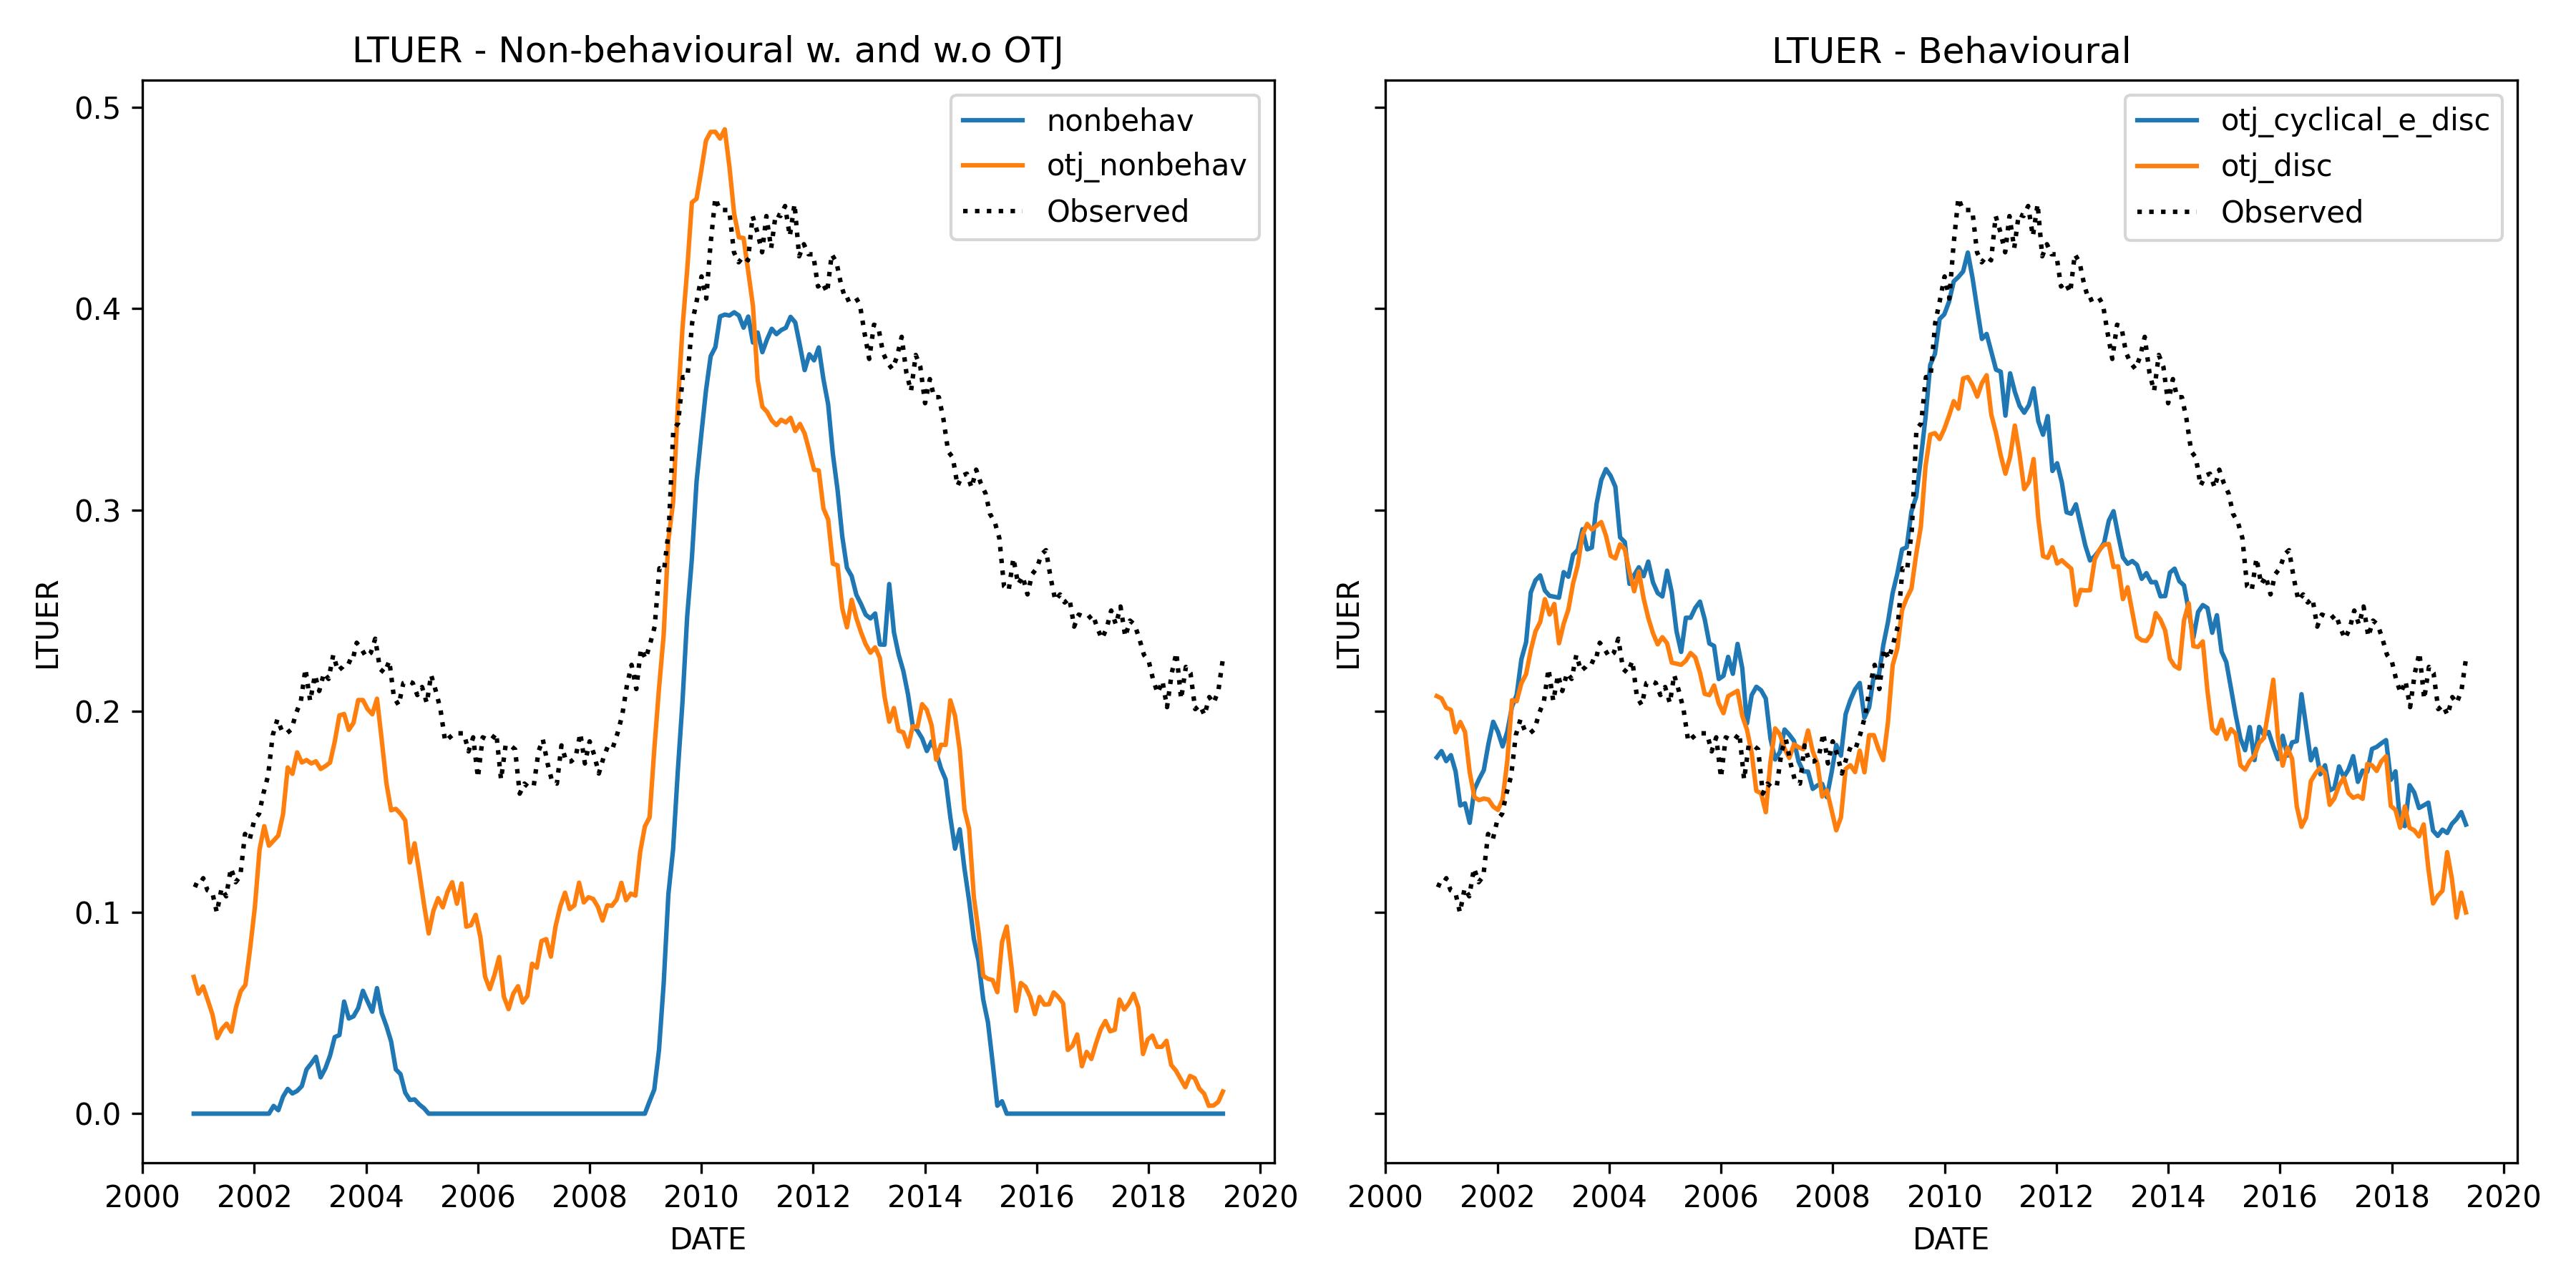 LTUER - Non-behavioural w. and w.o OTJ
nonbehav
otj_nonbehav
Observed
0.5
0.4
0.3
0.2
0.1
0.0
LTUER
2000 2002 2004 2006 2008 2010 2012 2014 2016 2018 2020
DATE
LTUER - Behavioural
otj_cyclical_e_disc
otj_disc
Observed
LTUER
2000 2002 2004 2006 2008 2010 2012 2014 2016 2018 2020
DATE